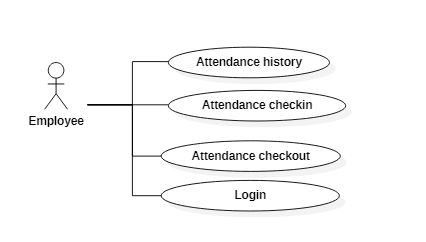 Attendance history
Attendance checkin
Employee
Attendance checkout
Login